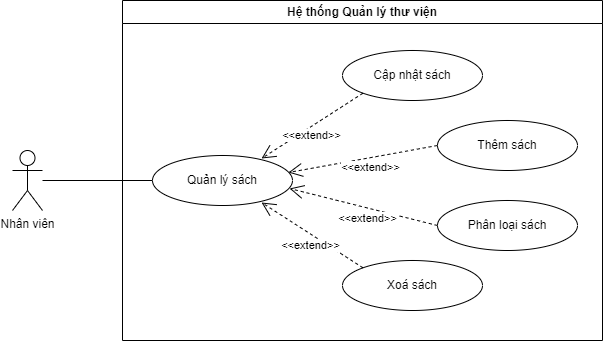 Hệ thống Quản lý thư viện
Cập nhật sách
<<extend>>
Thêm sách
<<extend>>
Quản lý sách
Nhân viên
<<extend>>
Phân loại sách
<<extend>>
Xoá sách